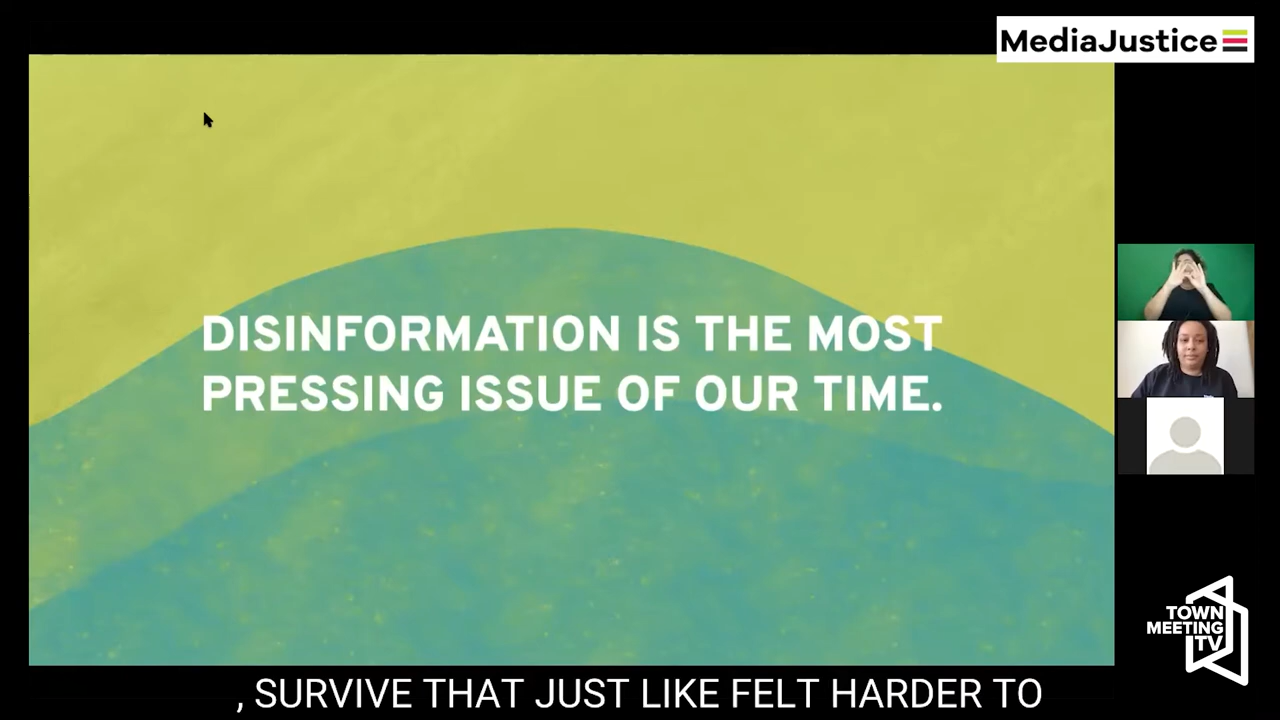 MediaJustice
DISINFORMATION IS THE MOST
PRESSING ISSUE OF OUR TIME.
TOWN
MEETING
TV
, SURVIVE THAT JUST LIKE FELT HARDER TO